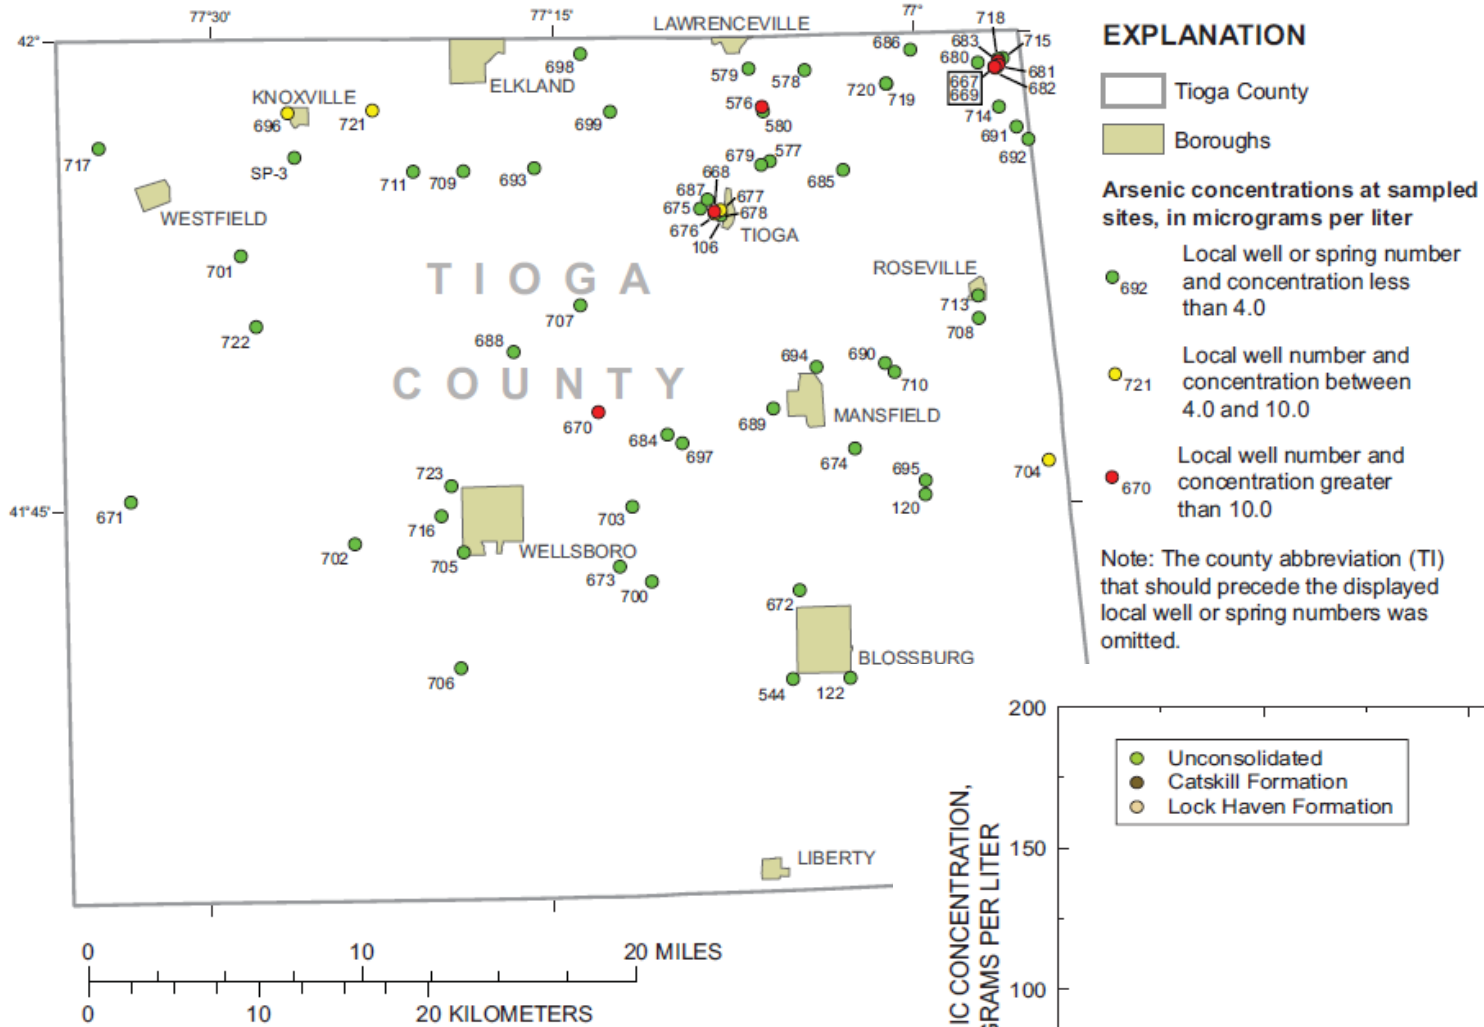 77°30'
77°15'
77°
42°
41°45'
LAWRENCEVILLE
718
686
683
715
680
681
682
667
669
698
ELKLAND
579
578
720
719
714
KNOXVILLE
696
721
699
576
580
691
692
717
SP-3
711
709
693
679
577
685
668
687
677
675
678
676
106
TIOGA
WESTFIELD
701
ROSEVILLE
TIOGA
713
707
708
722
688
694
690
710
COUNTY
670
689
MANSFIELD
684
697
674
704
723
695
671
716
703
120
702
705
WELLSBORO
673
700
672
BLOSSBURG
706
544
122
LIBERTY
0 10 20 MILES
0 10 20 KILOMETERS
EXPLANATION
Tioga County
Boroughs
Arsenic concentrations at sampled
sites, in micrograms per liter
Local well or spring number
692 and concentration less
than 4.0
Local well number and
721 concentration between
4.0 and 10.0
Local well number and
670 concentration greater
than 10.0
Note: The county abbreviation (TI)
that should precede the displayed
local well or spring numbers was
omitted.
200
150
100
Unconsolidated
Catskill Formation
Lock Haven Formation
IC CONCENTRATION,
GRAMS PER LITER